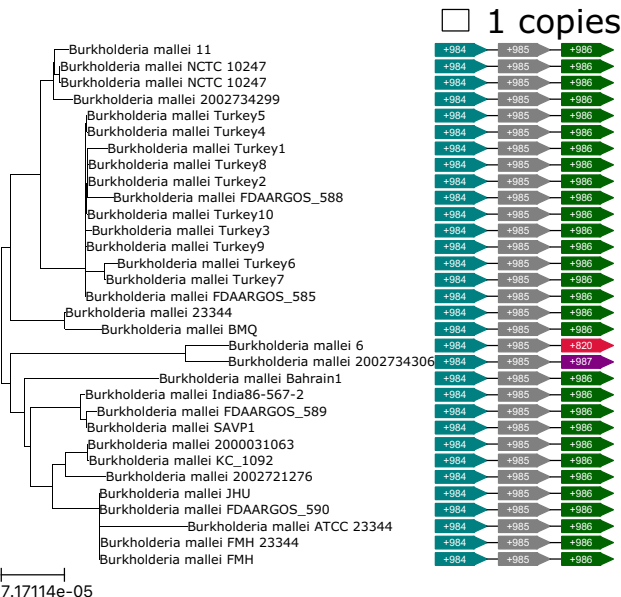 1 copies
Burkholderia mallei 11 +984 +985 +986
Burkholderia mallei NCTC 10247 +984 +985 +986
Burkholderia mallei NCTC 10247 +984 +985 +986
Burkholderia mallei 2002734299 +984 +985 +986
Burkholderia mallei Turkey5 +984 +985 +986
Burkholderia mallei Turkey4 +984 +985 +986
Burkholderia mallei Turkey1 +984 +985 +986
Burkholderia mallei Turkey8 +984 +985 +986
Burkholderia mallei Turkey2 +984 +985 +986
Burkholderia mallei FDAARGOS_588 +984 +985 +986
Burkholderia mallei Turkey10 +984 +985 +986
Burkholderia mallei Turkey3 +984 +985 +986
Burkholderia mallei Turkey9 +984 +985 +986
Burkholderia mallei Turkey6 +984 +985 +986
Burkholderia mallei Turkey7 +984 +985 +986
Burkholderia mallei FDAARGOS_585 +984 +985 +986
Burkholderia mallei 23344 +984 +985 +986
Burkholderia mallei BMQ +984 +985 +986
Burkholderia mallei 6 +984 +985 +820
Burkholderia mallei 2002734306 +984 +985 +987
Burkholderia mallei Bahrain1 +984 +985 +986
Burkholderia mallei India86-567-2 +984 +985 +986
Burkholderia mallei FDAARGOS_589 +984 +985 +986
Burkholderia mallei SAVP1 +984 +985 +986
Burkholderia mallei 2000031063 +984 +985 +986
Burkholderia mallei KC_1092 +984 +985 +986
Burkholderia mallei 2002721276 +984 +985 +986
Burkholderia mallei JHU +984 +985 +986
Burkholderia mallei FDAARGOS_590 +984 +985 +986
Burkholderia mallei ATCC 23344 +984 +985 +986
Burkholderia mallei FMH 23344 +984 +985 +986
Burkholderia mallei FMH +984 +985 +986
7.17114e-05